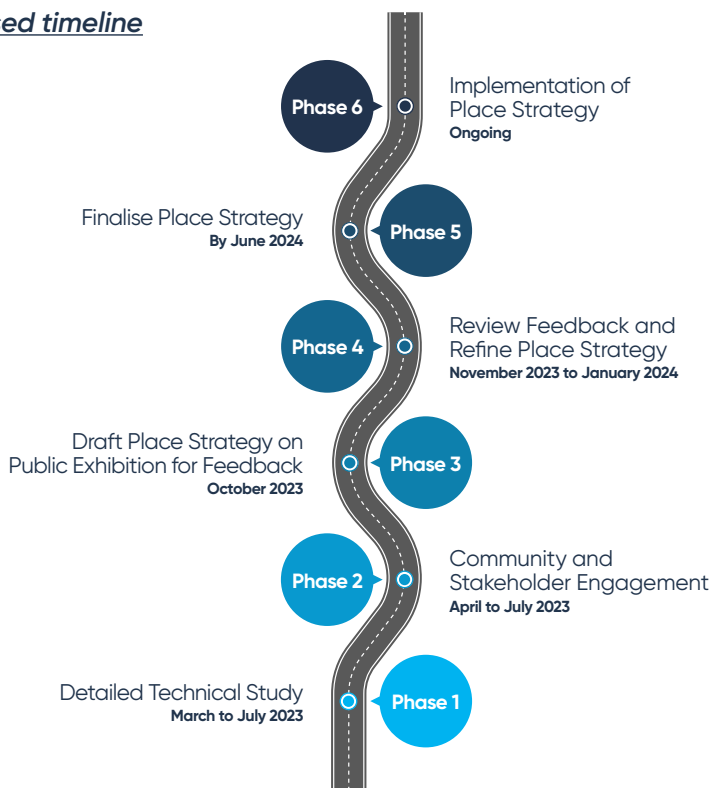 sed timeline
Phase 6
Implementation of
Place Strategy
Ongoing
Finalise Place Strategy
By June 2024
Phase 5
Phase 4
Review Feedback and
Refine Place Strategy
November 2023 to January 2024
Draft Place Strategy on
Public Exhibition for Feedback
October 2023
Phase 3
Phase 2
Community and
Stakeholder Engagement
April to July 2023
Detailed Technical Study
March to July 2023
Phase 1